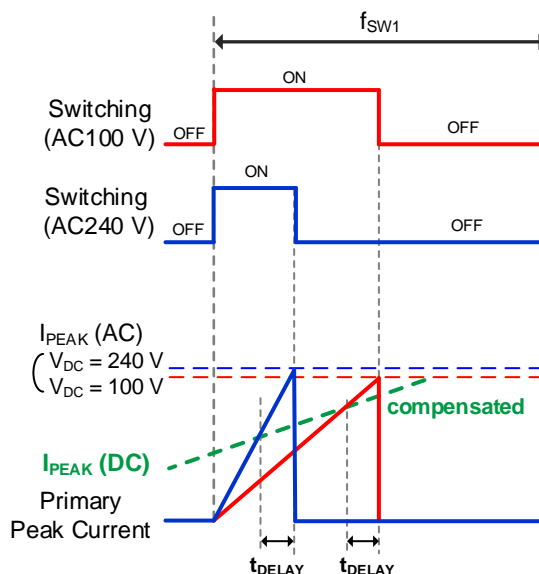 fSW1
ON
Switching
(AC100 V)
OFF
OFF
ON
Switching
(AC240 V)
OFF
OFF
IPEAK (AC)
( VDC = 240 V
VDC = 100 V
compensated
IPEAK (DC)
Primary
Peak Current
tDELAY
tDELAY